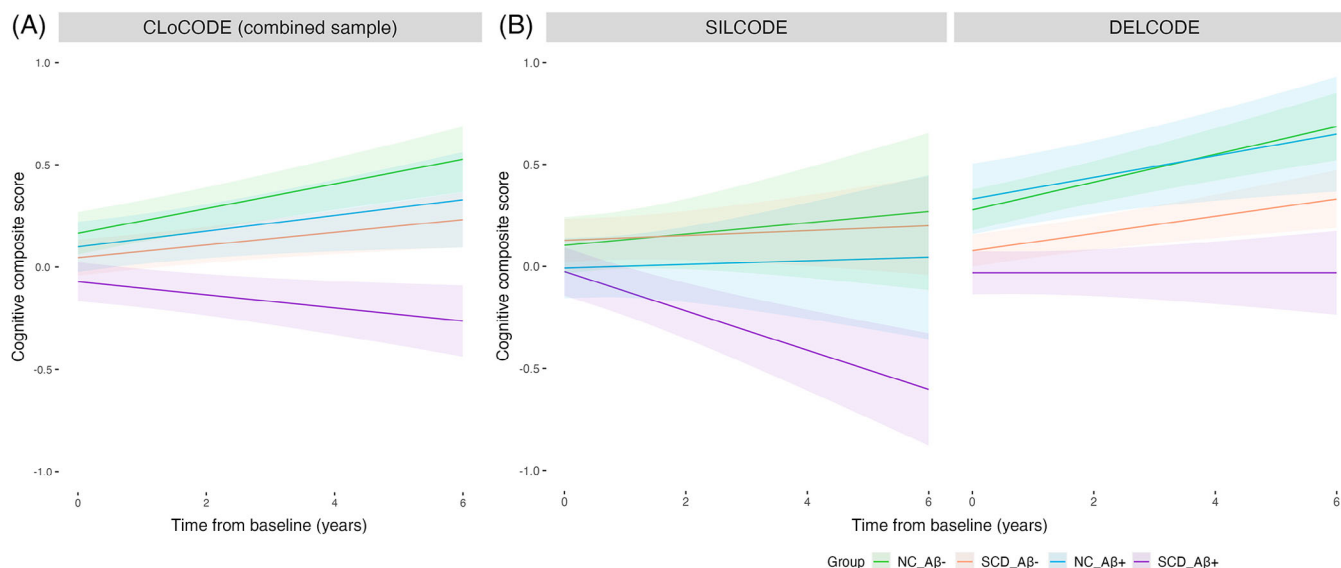 (A)
CLoCODE (combined sample)
(B)
SILCODE
DELCODE
Cognitive composite score
1.0
0.5
0.0
-0.5
-1.0
0
2
4
6
Time from baseline (years)
Cognitive composite score
1.0
0.5
0.0
-0.5
-1.0
0
2
4
6
0
2
4
6
Time from baseline (years)
Group NC_Aβ- SCD_Aβ- NC_Aβ+ SCD_Aβ+